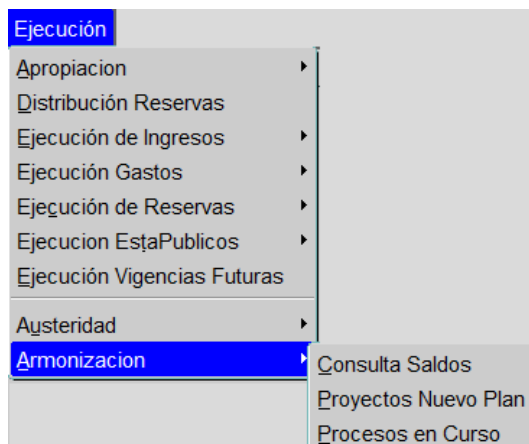 Ejecución
Apropiacion
Distribución Reservas
Ejecución de Ingresos
Ejecución Gastos
Ejecución de Reservas
Ejecucion EstaPublicos
Ejecución Vigencias Futuras
Austeridad
Armonizacion
Consulta Saldos
Proyectos Nuevo Plan
Procesos en Curso